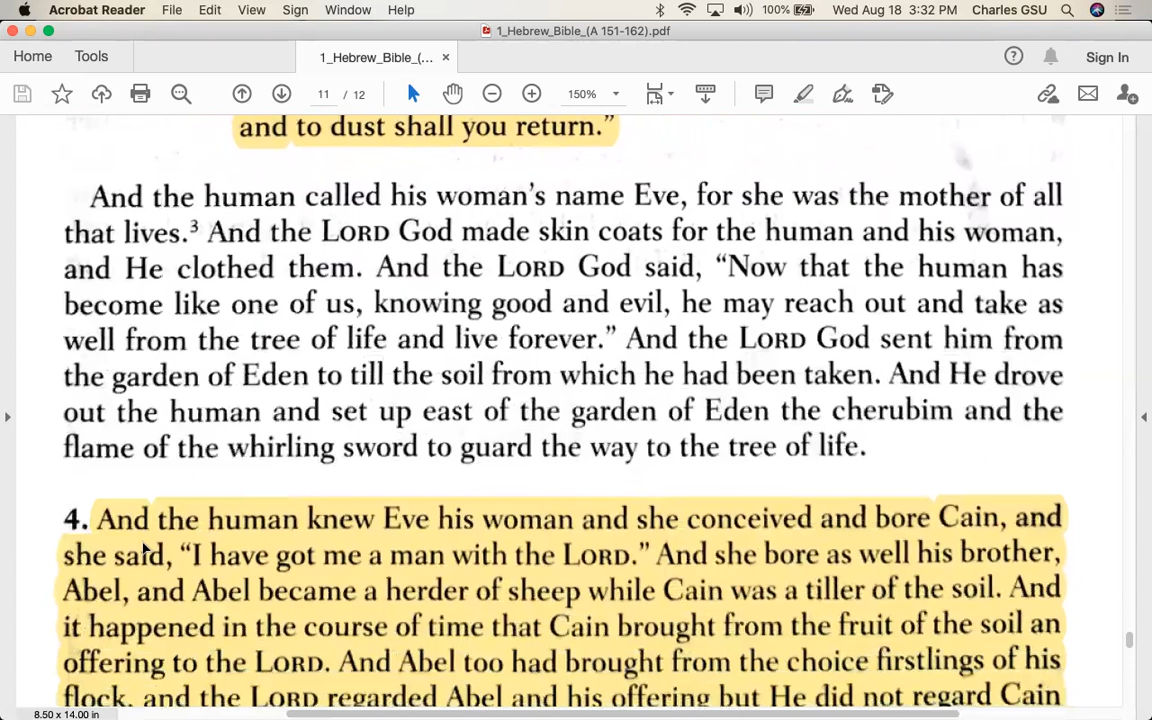 Acrobat Reader File Edit View Sign Window Help 100% Wed Aug 18 3:32 PM Charles GSU
1_Hebrew_Bible_(A 151-162).pdf
Home Tools 1_Hebrew_Bible_(... × Sign In
11 / 12 150%
and to dust shall you return.”
And the human called his woman’s name Eve, for she was the mother of all
that lives.³ And the LORD God made skin coats for the human and his woman,
and He clothed them. And the LORD God said, “Now that the human has
become like one of us, knowing good and evil, he may reach out and take as
well from the tree of life and live forever.” And the LORD God sent him from
the garden of Eden to till the soil from which he had been taken. And He drove
out the human and set up east of the garden of Eden the cherubim and the
flame of the whirling sword to guard the way to the tree of life.
4. And the human knew Eve his woman and she conceived and bore Cain, and
she said, “I have got me a man with the LORD.” And she bore as well his brother,
Abel, and Abel became a herder of sheep while Cain was a tiller of the soil. And
it happened in the course of time that Cain brought from the fruit of the soil an
offering to the LORD. And Abel too had brought from the choice firstlings of his
flock, and the LORD regarded Abel and his offering but He did not regard Cain
8.50 x 14.00 in